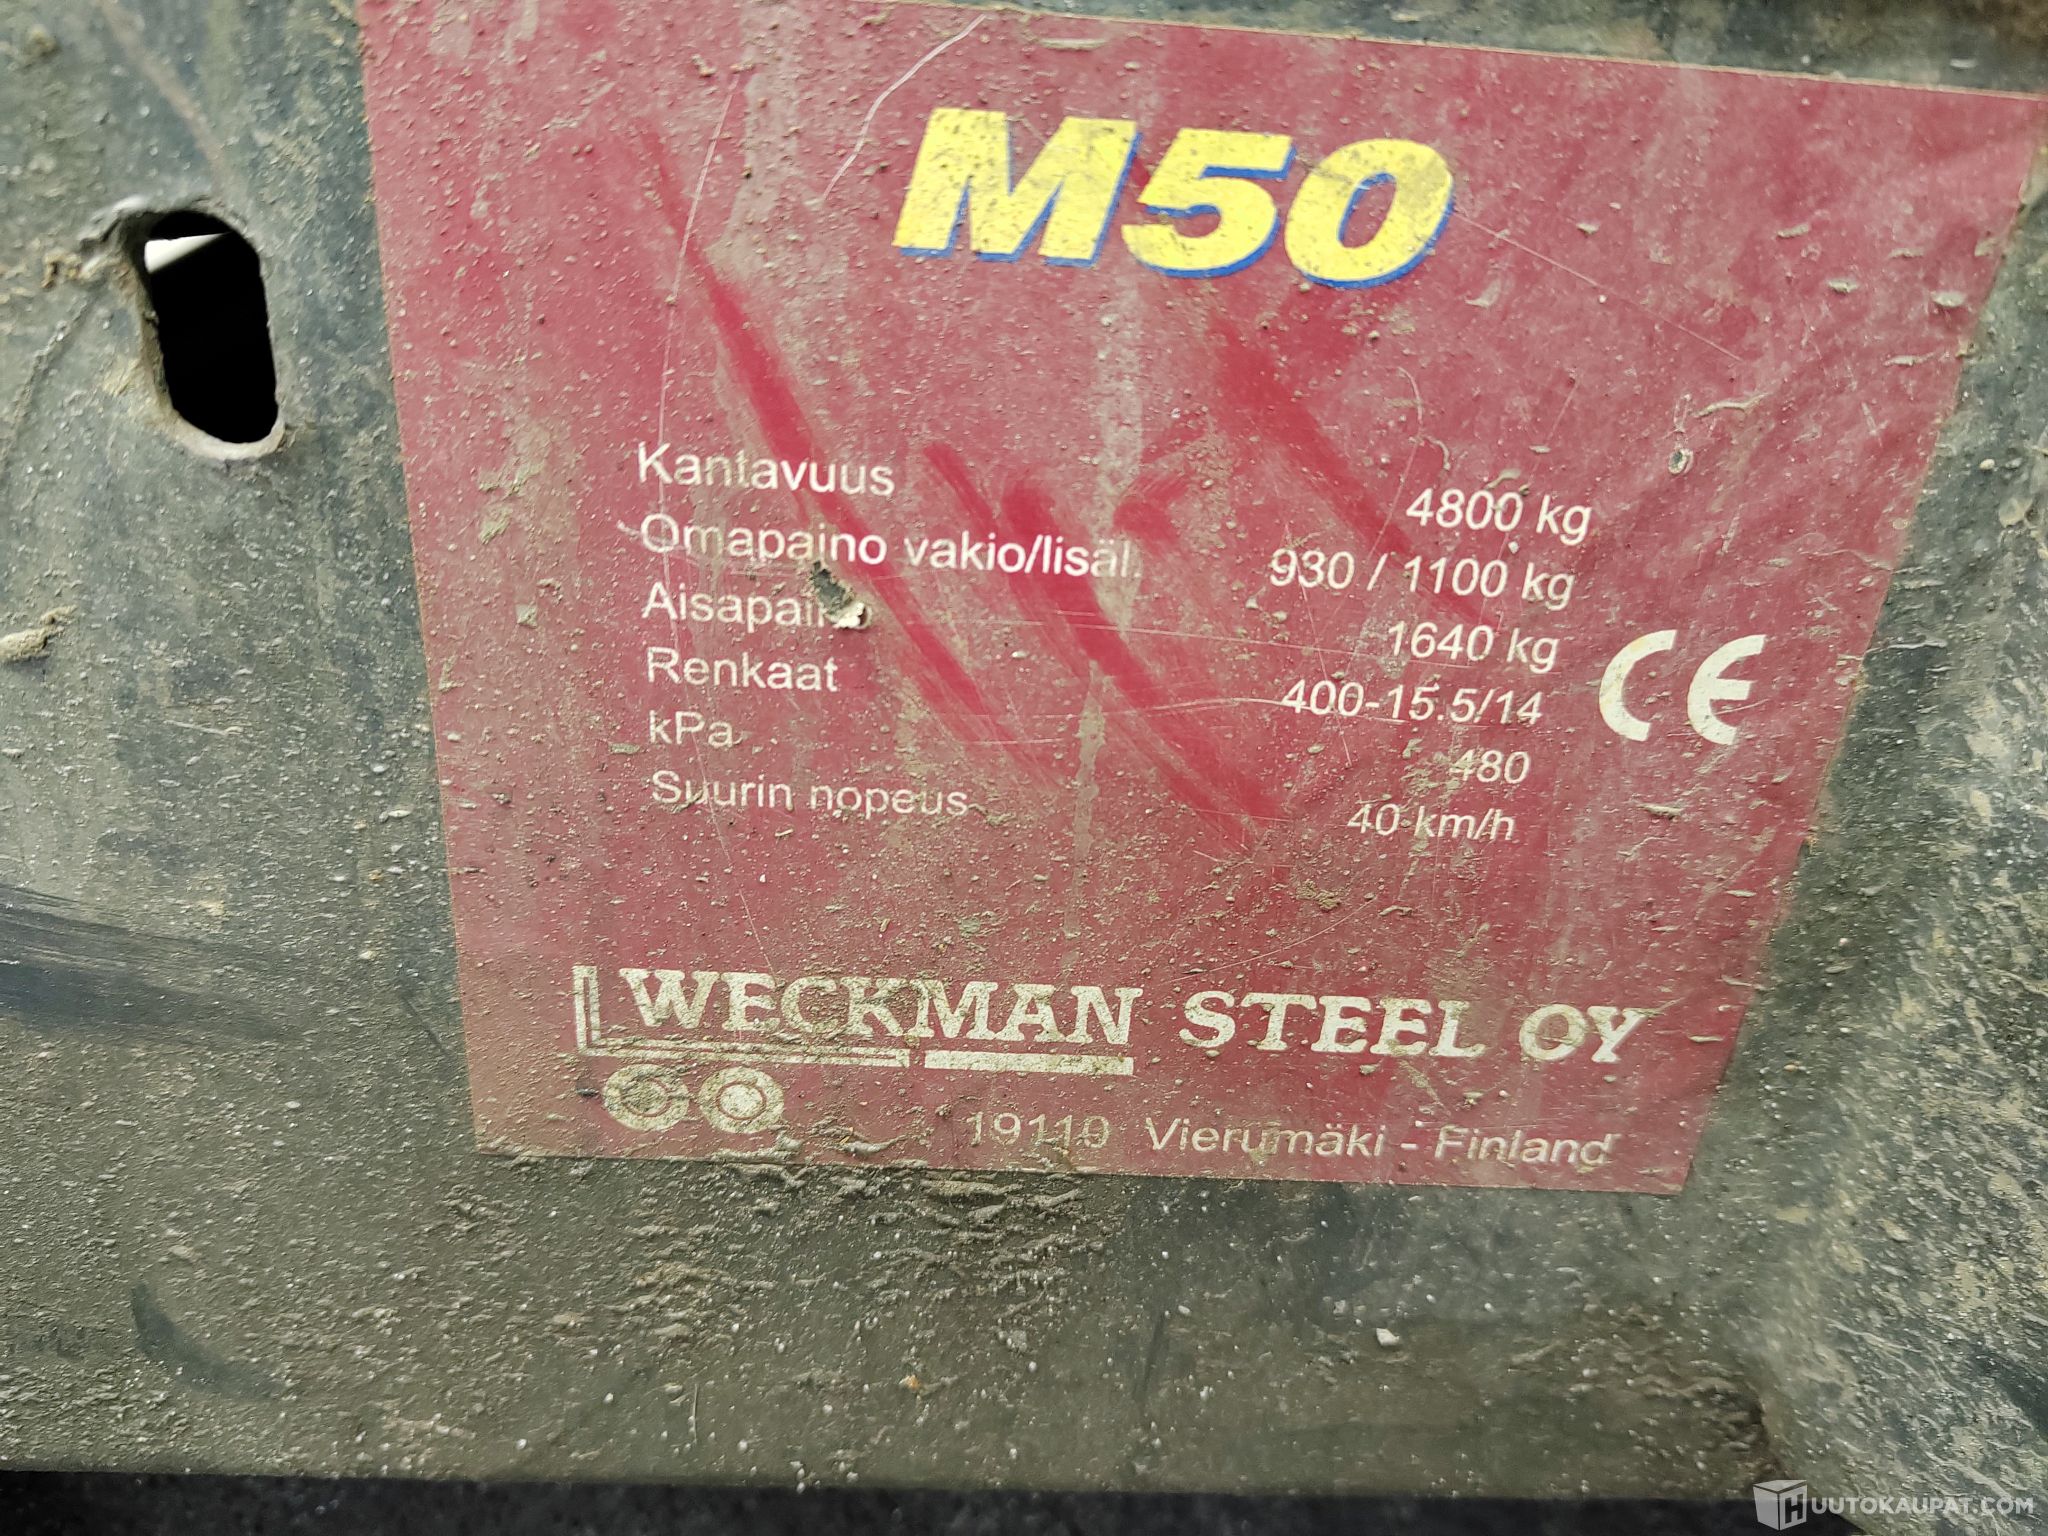 M50
Kantavuus 4800 kg
Omapaino vakio/lisäl. 930 / 1100 kg
1640 kg
Renkaat 400-15.5/14
kPa 480
Suurin nopeus 40 km/h
CE
WECKMAN STEEL OY
19110 Vierumäki - Finland
HUUTOKAUPAT.COM